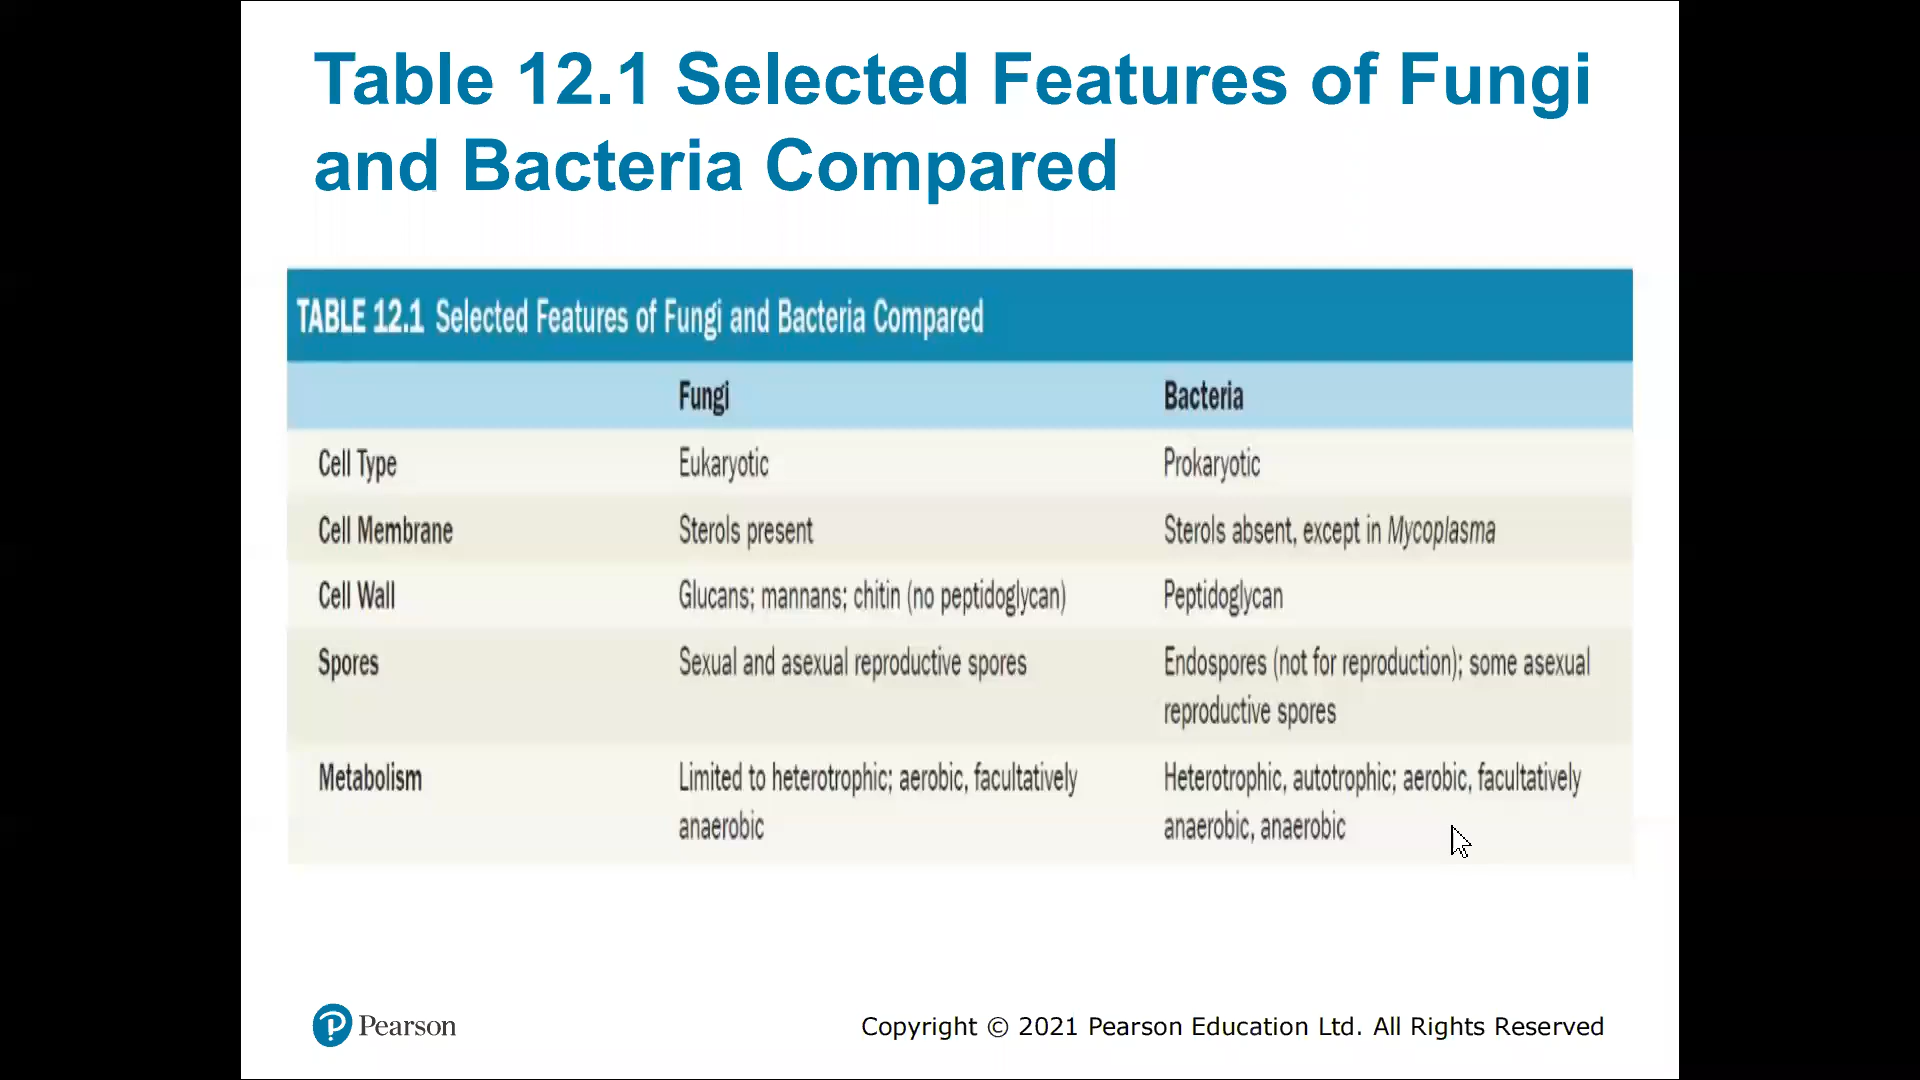 Table 12.1 Selected Features of Fungi
and Bacteria Compared
TABLE 12.1 Selected Features of Fungi and Bacteria Compared
Fungi Bacteria
Cell Type Eukaryotic Prokaryotic
Cell Membrane Sterols present Sterols absent, except in Mycoplasma
Cell Wall Glucans; mannans; chitin (no peptidoglycan) Peptidoglycan
Spores Sexual and asexual reproductive spores Endospores (not for reproduction); some asexual
reproductive spores
Metabolism Limited to heterotrophic; aerobic, facultatively Heterotrophic, autotrophic; aerobic, facultatively
anaerobic anaerobic, anaerobic
Pearson Copyright © 2021 Pearson Education Ltd. All Rights Reserved